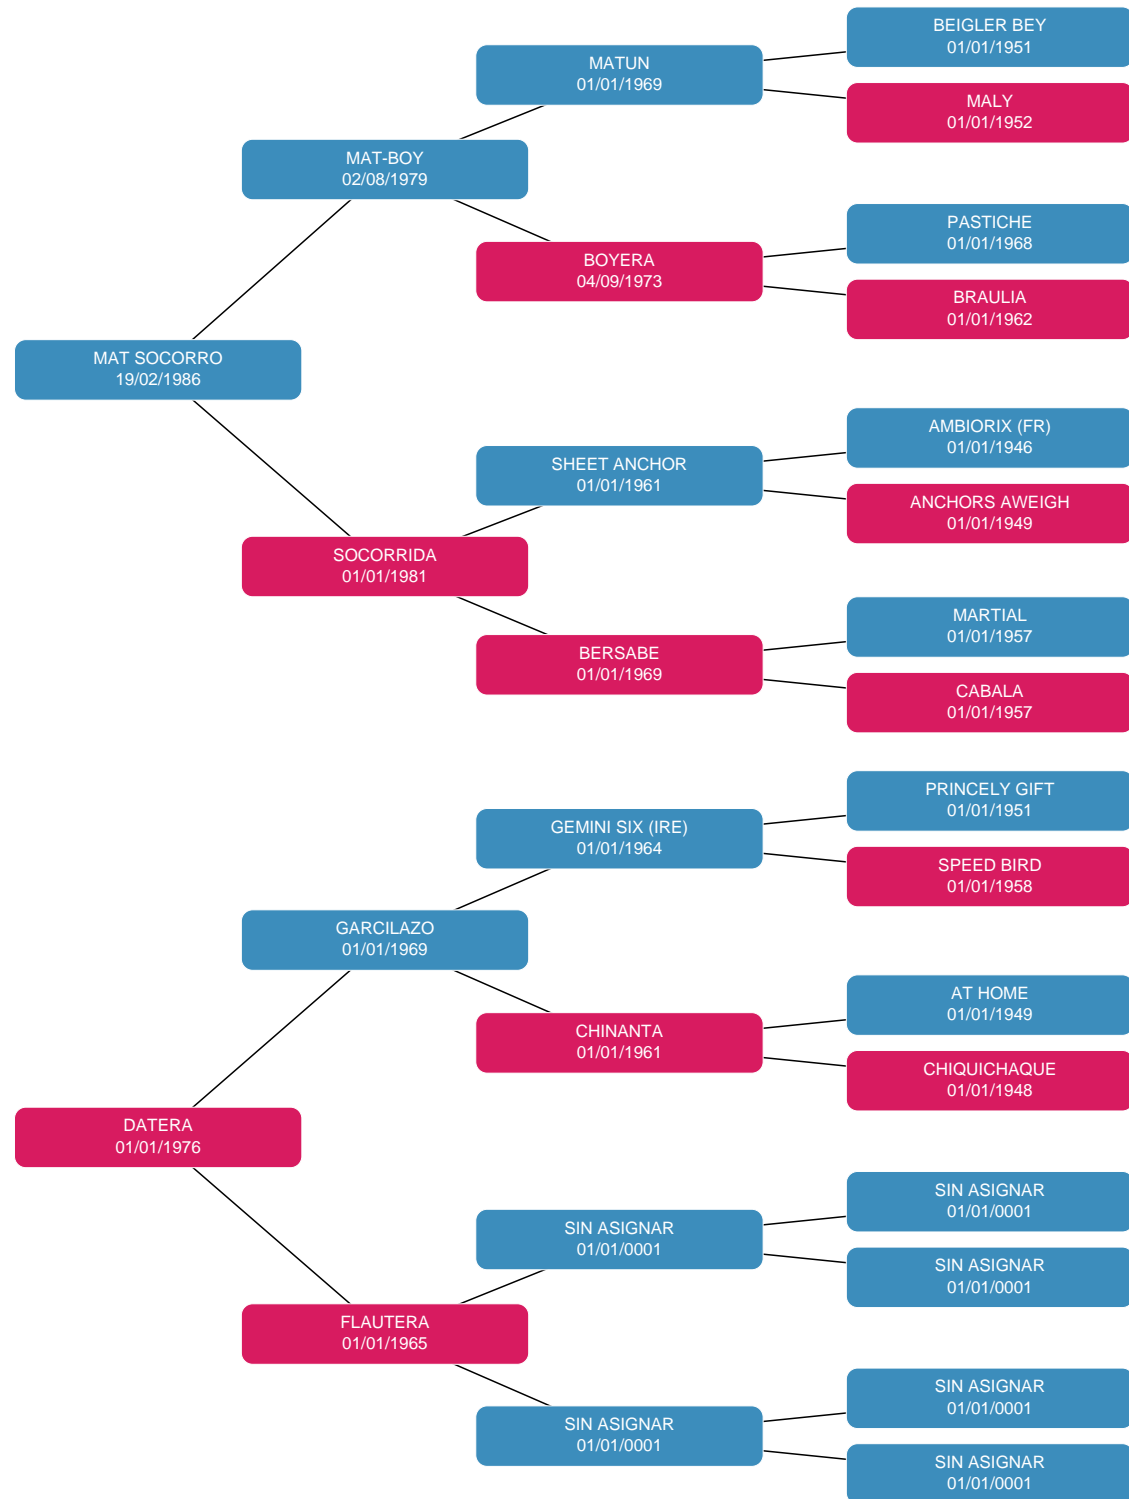 BEIGLER BEY
01/01/1951
MATUN
01/01/1969
MALY
01/01/1952
MAT-BOY
02/08/1979
PASTICHE
01/01/1968
BOYERA
04/09/1973
BRAULIA
01/01/1962
MAT SOCORRO
19/02/1986
AMBIORIX (FR)
01/01/1946
SHEET ANCHOR
01/01/1961
ANCHORS AWEIGH
01/01/1949
SOCORRIDA
01/01/1981
MARTIAL
01/01/1957
BERSABE
01/01/1969
CABALA
01/01/1957
PRINCELY GIFT
01/01/1951
GEMINI SIX (IRE)
01/01/1964
SPEED BIRD
01/01/1958
GARCILAZO
01/01/1969
AT HOME
01/01/1949
CHINANTA
01/01/1961
CHIQUICHAQUE
01/01/1948
DATERA
01/01/1976
SIN ASIGNAR
01/01/0001
SIN ASIGNAR
01/01/0001
SIN ASIGNAR
01/01/0001
FLAUTERA
01/01/1965
SIN ASIGNAR
01/01/0001
SIN ASIGNAR
01/01/0001
SIN ASIGNAR
01/01/0001